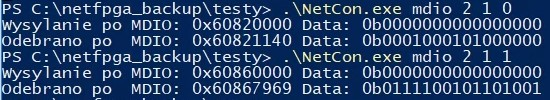 PS C:\netfpga_backup\testy> .\NetCon.exe mdio 2 1 0
Wysylanie po  MDIO: 0x60820000 Data: 0b0000000000000000
Odebrano po  MDIO: 0x60821140 Data: 0b0001000101000000
PS C:\netfpga_backup\testy> .\NetCon.exe mdio 2 1 1
Wysylanie po  MDIO: 0x60860000 Data: 0b0000000000000000
Odebrano po  MDIO: 0x60867969 Data: 0b0111100101101001